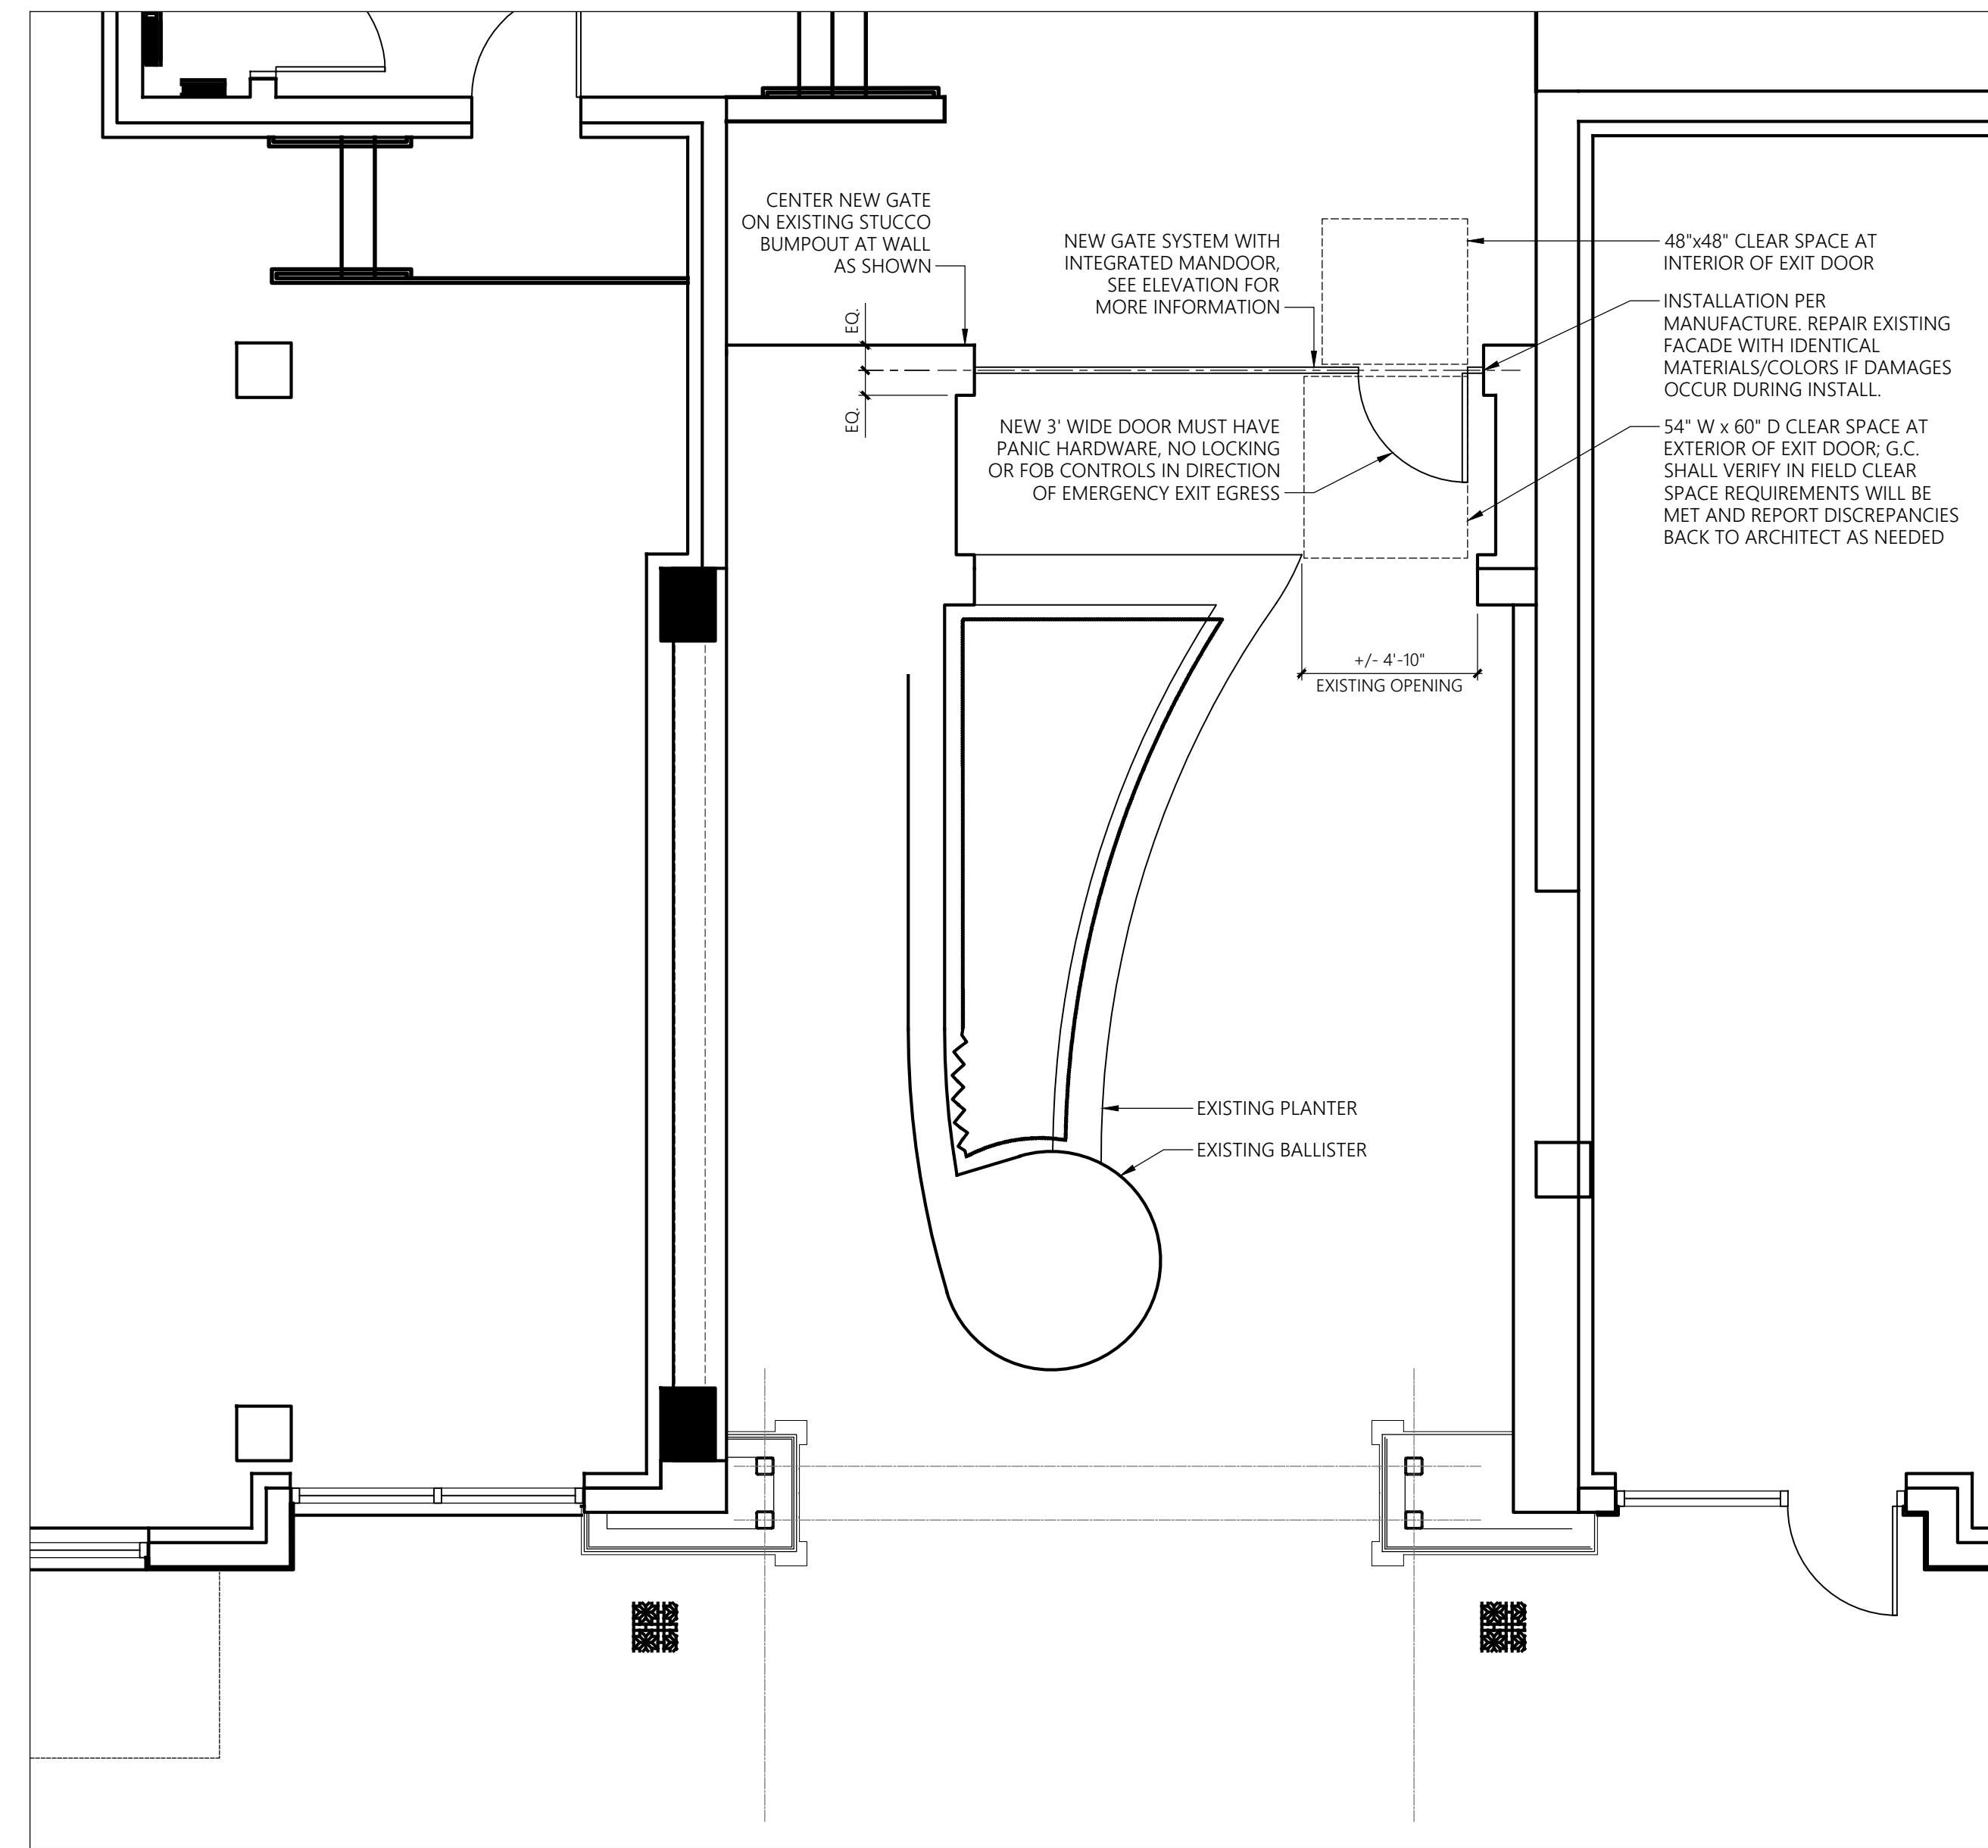 CENTER NEW GATE
ON EXISTING STUCCO
BUMPOUT AT WALL
AS SHOWN
NEW GATE SYSTEM WITH
INTEGRATED MANDOOR,
SEE ELEVATION FOR
MORE INFORMATION
48"x48" CLEAR SPACE AT
INTERIOR OF EXIT DOOR
INSTALLATION PER
MANUFACTURE. REPAIR EXISTING
FACADE WITH IDENTICAL
MATERIALS/COLORS IF DAMAGES
OCCUR DURING INSTALL.
EQ.
EQ.
NEW 3' WIDE DOOR MUST HAVE
PANIC HARDWARE, NO LOCKING
OR FOB CONTROLS IN DIRECTION
OF EMERGENCY EXIT EGRESS
54" W x 60" D CLEAR SPACE AT
EXTERIOR OF EXIT DOOR; G.C.
SHALL VERIFY IN FIELD CLEAR
SPACE REQUIREMENTS WILL BE
MET AND REPORT DISCREPANCIES
BACK TO ARCHITECT AS NEEDED
+/- 4'-10"
EXISTING OPENING
EXISTING PLANTER
EXISTING BALLISTER